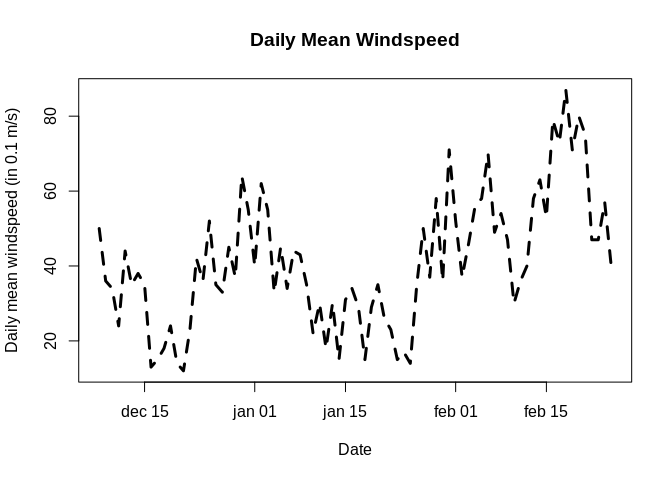 Daily Mean Windspeed
Daily mean windspeed (in 0.1 m/s)
80
60
40
20
dec 15 jan 01 jan 15 feb 01 feb 15
Date